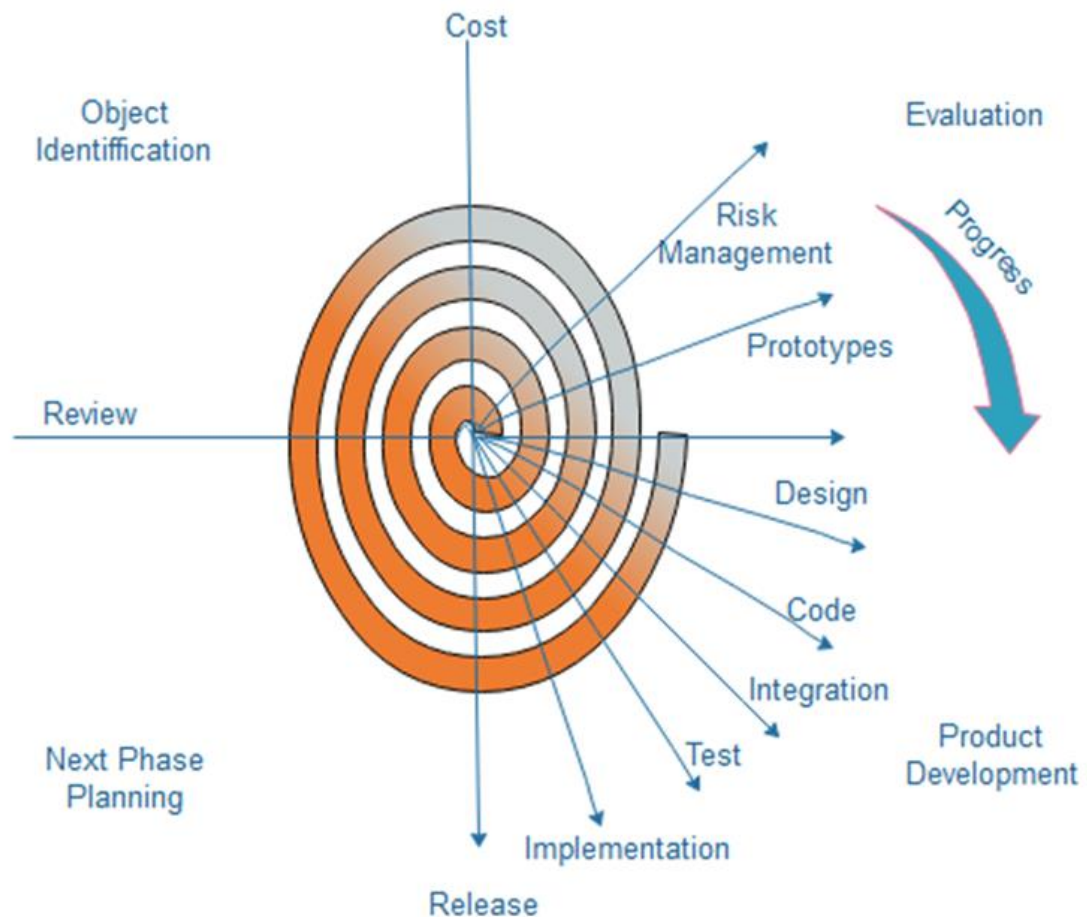 Cost
Object
Identiffication
Evaluation
Risk
Management
Progress
Prototypes
Review
Design
Code
Integration
Test
Product
Development
Next Phase
Planning
Implementation
Release